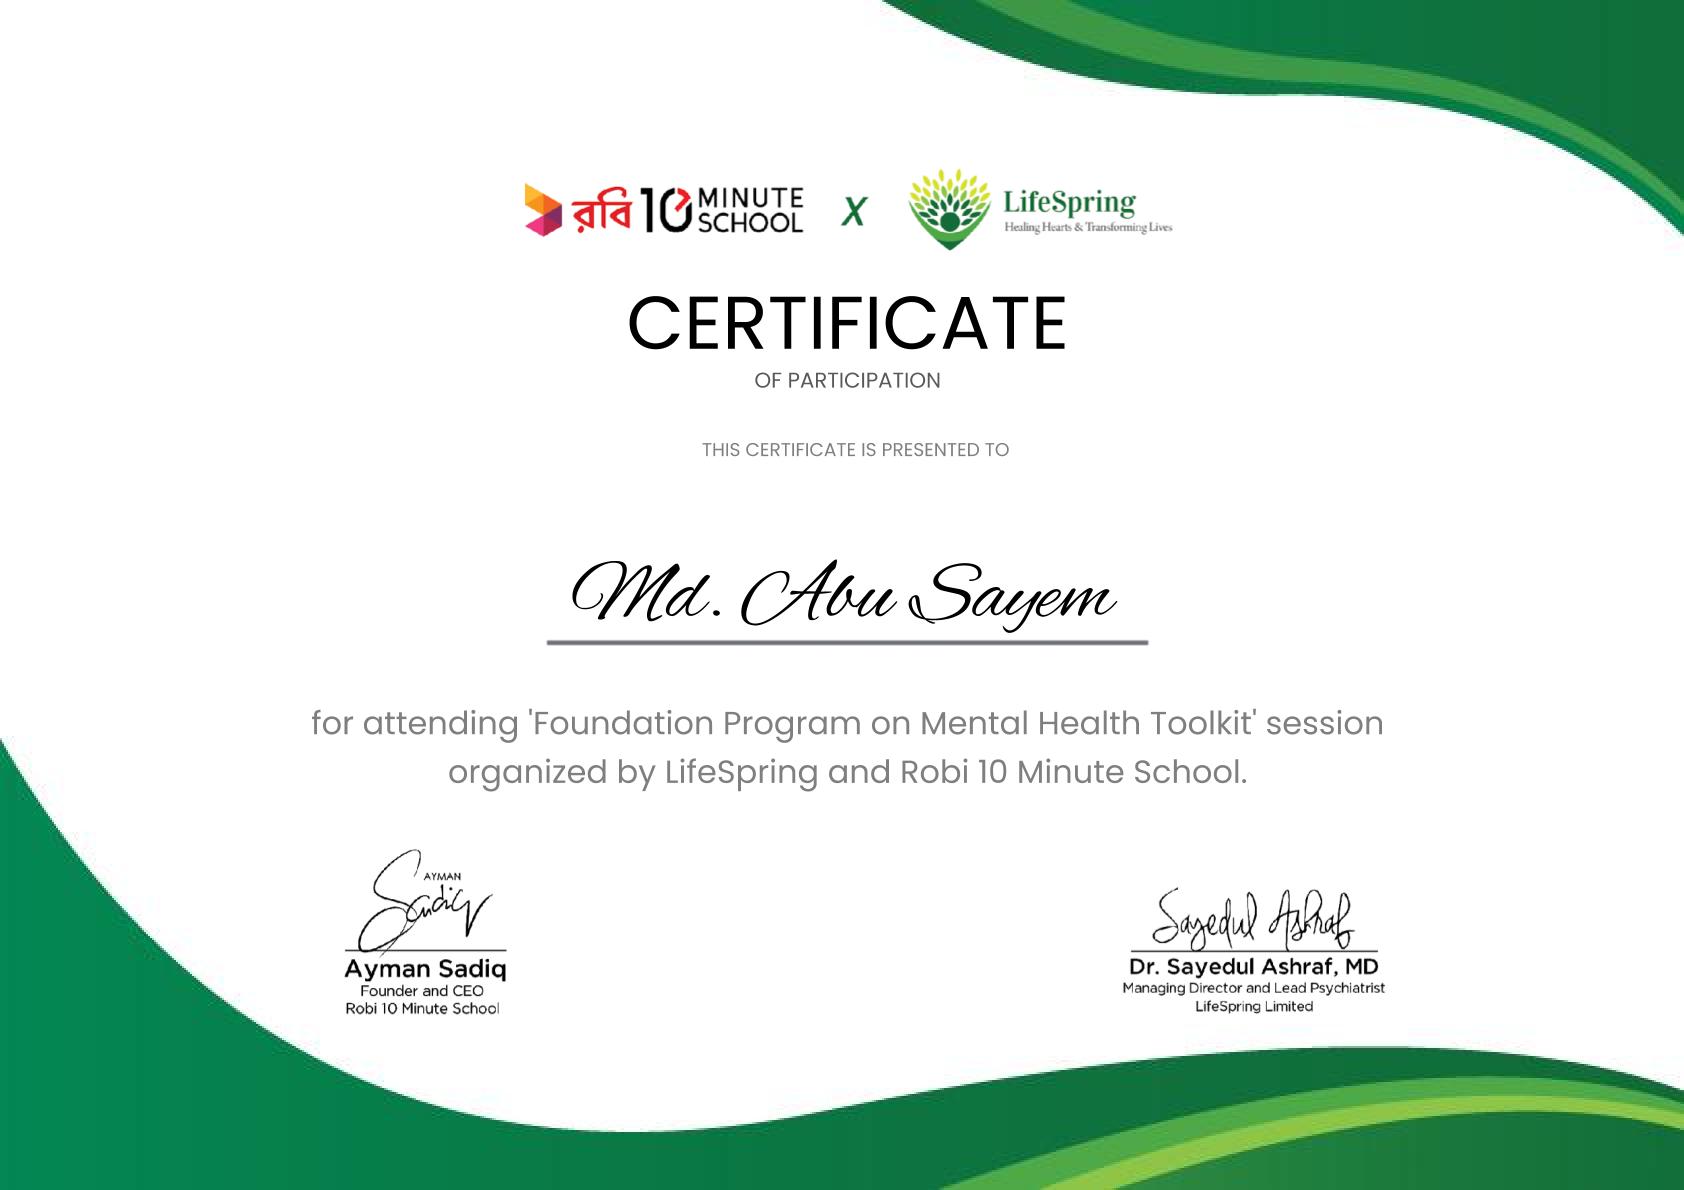 রবি 10 MINUTE SCHOOL X LifeSpring
Healing Hearts & Transforming Lives
CERTIFICATE
OF PARTICIPATION
THIS CERTIFICATE IS PRESENTED TO
Md. Abu Sayem
for attending 'Foundation Program on Mental Health Toolkit' session
organized by LifeSpring and Robi 10 Minute School.
AYMAN
Sadiq
Ayman Sadiq
Founder and CEO
Robi 10 Minute School
Sayedul Ashraf
Dr. Sayedul Ashraf, MD
Managing Director and Lead Psychiatrist
LifeSpring Limited